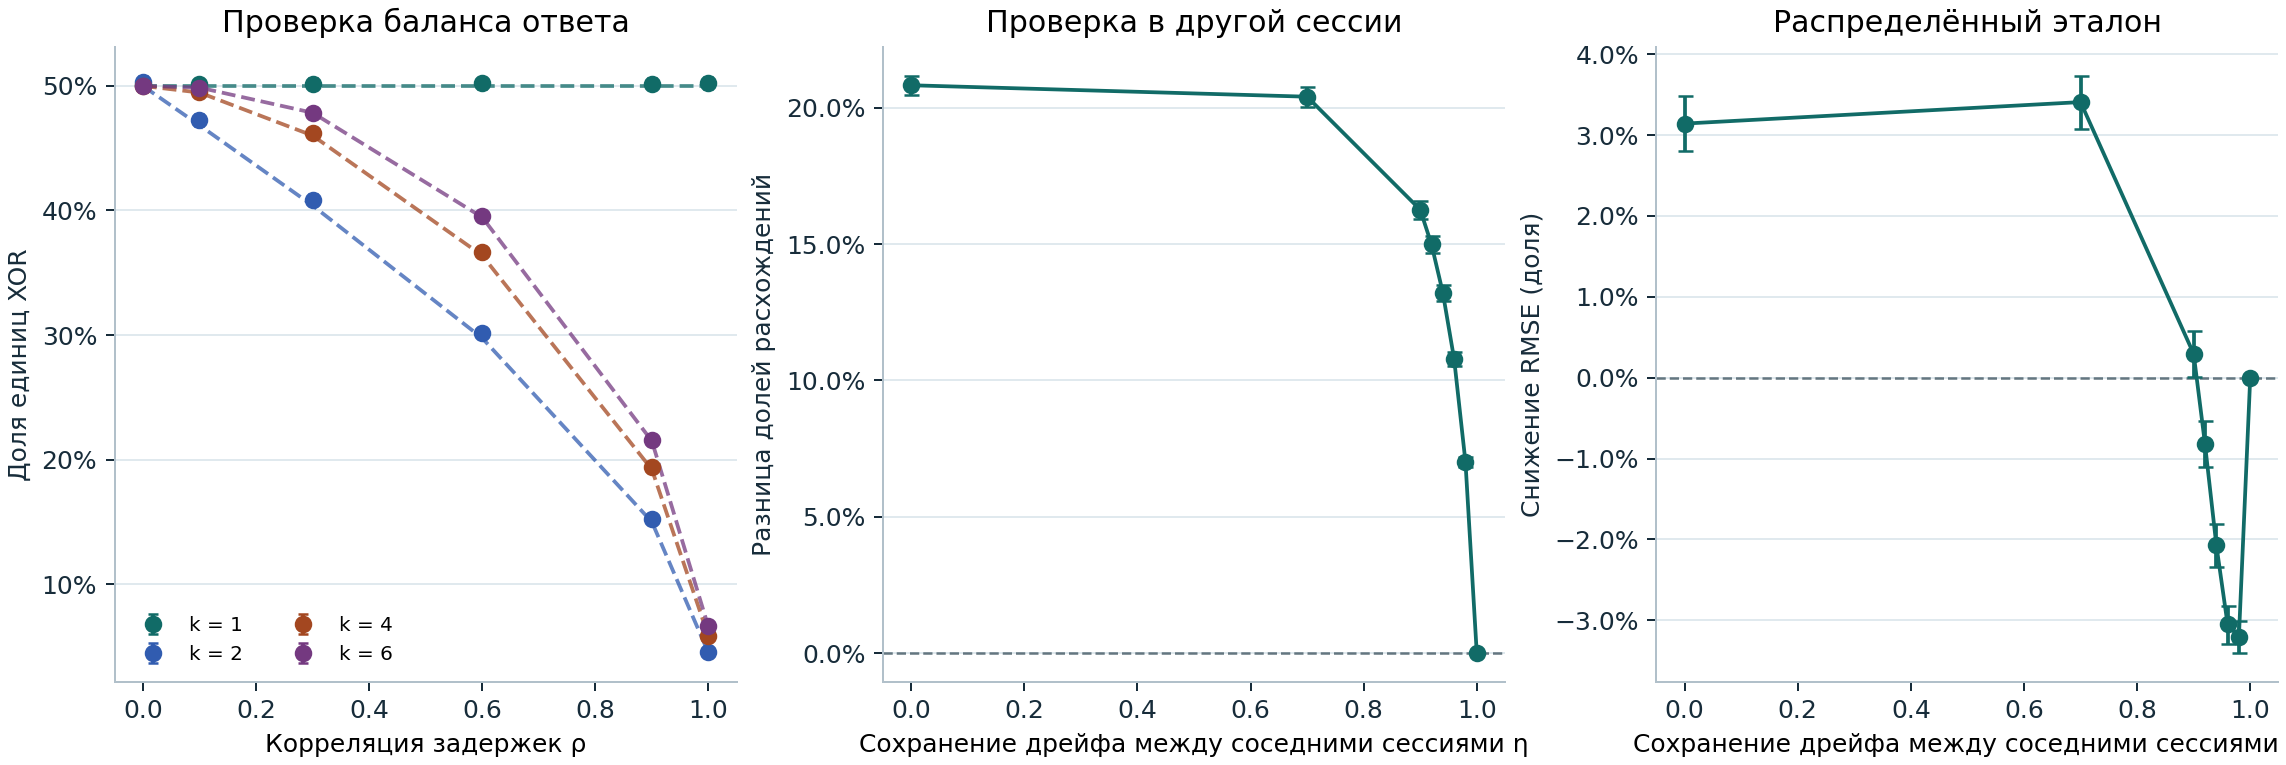 Проверка баланса ответа
Доля единиц XOR
50%
40%
30%
20%
10%
k = 1
k = 2
k = 4
k = 6
0.0
0.2
0.4
0.6
0.8
1.0
Корреляция задержек ρ
Проверка в другой сессии
Разница долей расхождений
20.0%
15.0%
10.0%
5.0%
0.0%
0.0
0.2
0.4
0.6
0.8
1.0
Сохранение дрейфа между соседними сессиями η
Распределённый эталон
Снижение RMSE (доля)
4.0%
3.0%
2.0%
1.0%
0.0%
−1.0%
−2.0%
−3.0%
0.0
0.2
0.4
0.6
0.8
1.0
Сохранение дрейфа между соседними сессиями